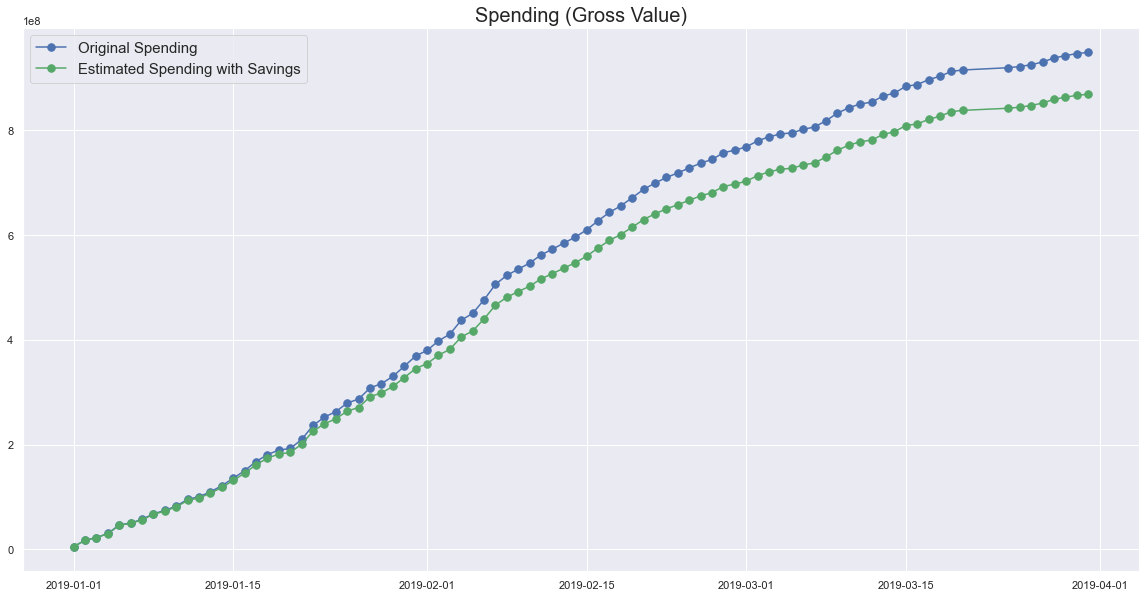 Spending (Gross Value)
1e8
Original Spending
Estimated Spending with Savings
8
6
4
2
0
2019-01-01 2019-01-15 2019-02-01 2019-02-15 2019-03-01 2019-03-15 2019-04-01